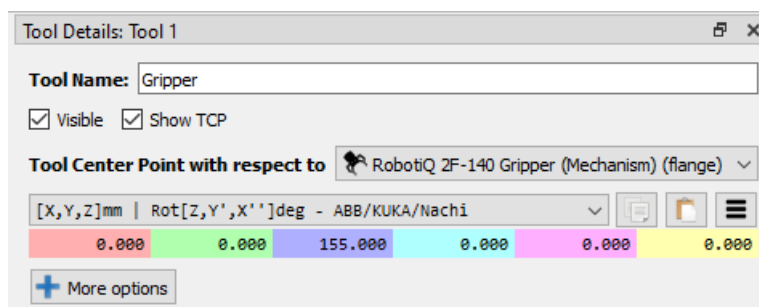 Tool Details: Tool 1
Tool Name: Gripper
Visible Show TCP
Tool Center Point with respect to RobotiQ 2F-140 Gripper (Mechanism) (flange)
[X,Y,Z]mm | Rot[Z,Y',X'']deg - ABB/KUKA/Nachi
0.000 0.000 155.000 0.000 0.000 0.000
More options